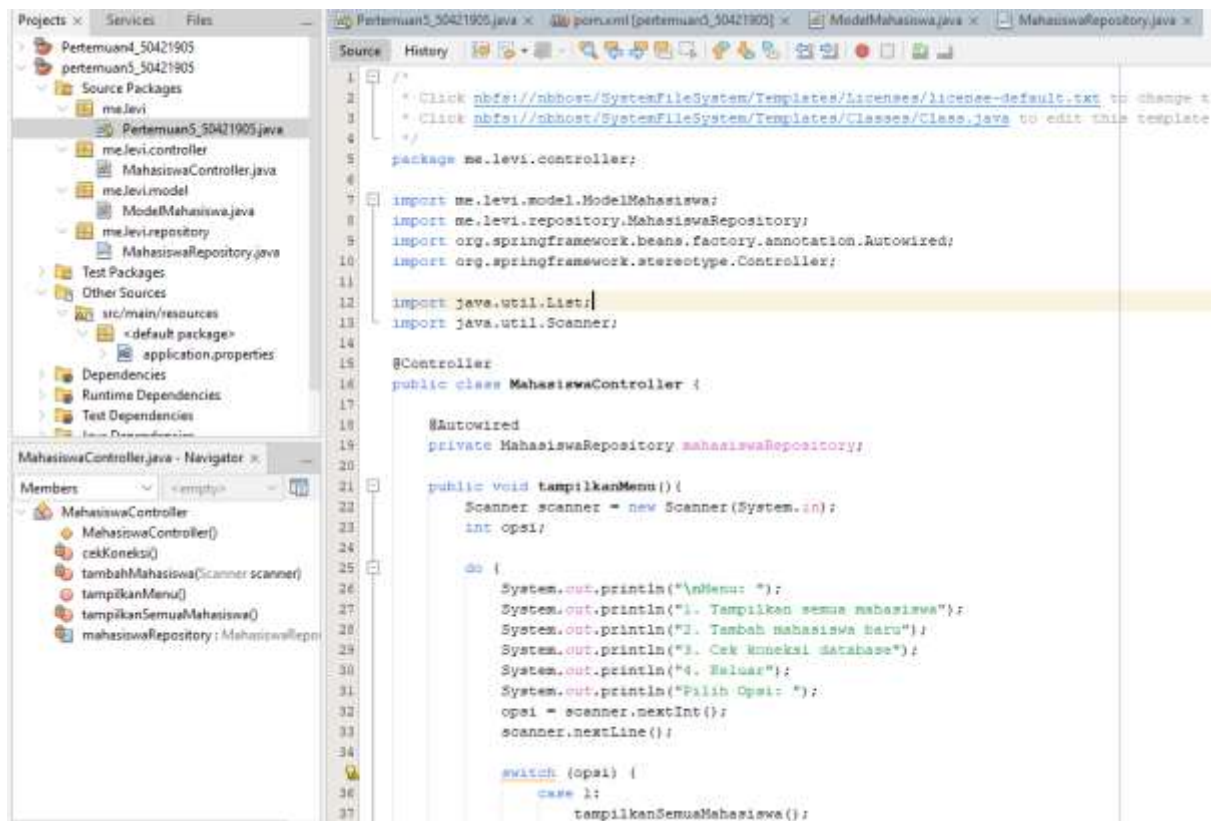 Projects × Services Files
Pertemuan4_50421905
pertemuan5_50421905
Source Packages
me.levi
Pertemuan5_50421905.java
me.levi.controller
MahasiswaController.java
me.levi.model
ModelMahasiswa.java
me.levi.repository
MahasiswaRepository.java
Test Packages
Other Sources
src/main/resources
<default package>
application.properties
Dependencies
Runtime Dependencies
Test Dependencies
Java Dependencies
MahasiswaController.java - Navigator ×
Members <empty>
MahasiswaController
MahasiswaController()
cekKoneksi()
tambahMahasiswa(Scanner scanner)
tampilkanMenu()
tampilkanSemuaMahasiswa()
mahasiswaRepository : MahasiswaRepo
Pertemuan5_50421905.java × pom.xml [pertemuan5_50421905] × ModelMahasiswa.java × MahasiswaRepository.java ×
Source History
1 /*
2 * Click nbfs://nbhost/SystemFileSystem/Templates/Licenses/license-default.txt to change t
3 * Click nbfs://nbhost/SystemFileSystem/Templates/Classes/Class.java to edit this template
4 */
5 package me.levi.controller;
6
7 import me.levi.model.ModelMahasiswa;
8 import me.levi.repository.MahasiswaRepository;
9 import org.springframework.beans.factory.annotation.Autowired;
10 import org.springframework.stereotype.Controller;
11
12 import java.util.List;
13 import java.util.Scanner;
14
15 @Controller
16 public class MahasiswaController {
17
18 @Autowired
19 private MahasiswaRepository mahasiswaRepository;
20
21 public void tampilkanMenu(){
22 Scanner scanner = new Scanner(System.in);
23 int opsi;
24
25 do {
26 System.out.println("\nMenu: ");
27 System.out.println("1. Tampilkan semua mahasiswa");
28 System.out.println("2. Tambah mahasiswa baru");
29 System.out.println("3. Cek koneksi database");
30 System.out.println("4. Keluar");
31 System.out.println("Pilih Opsi: ");
32 opsi = scanner.nextInt();
33 scanner.nextLine();
34
switch (opsi) {
36 case 1:
37 tampilkanSemuaMahasiswa();